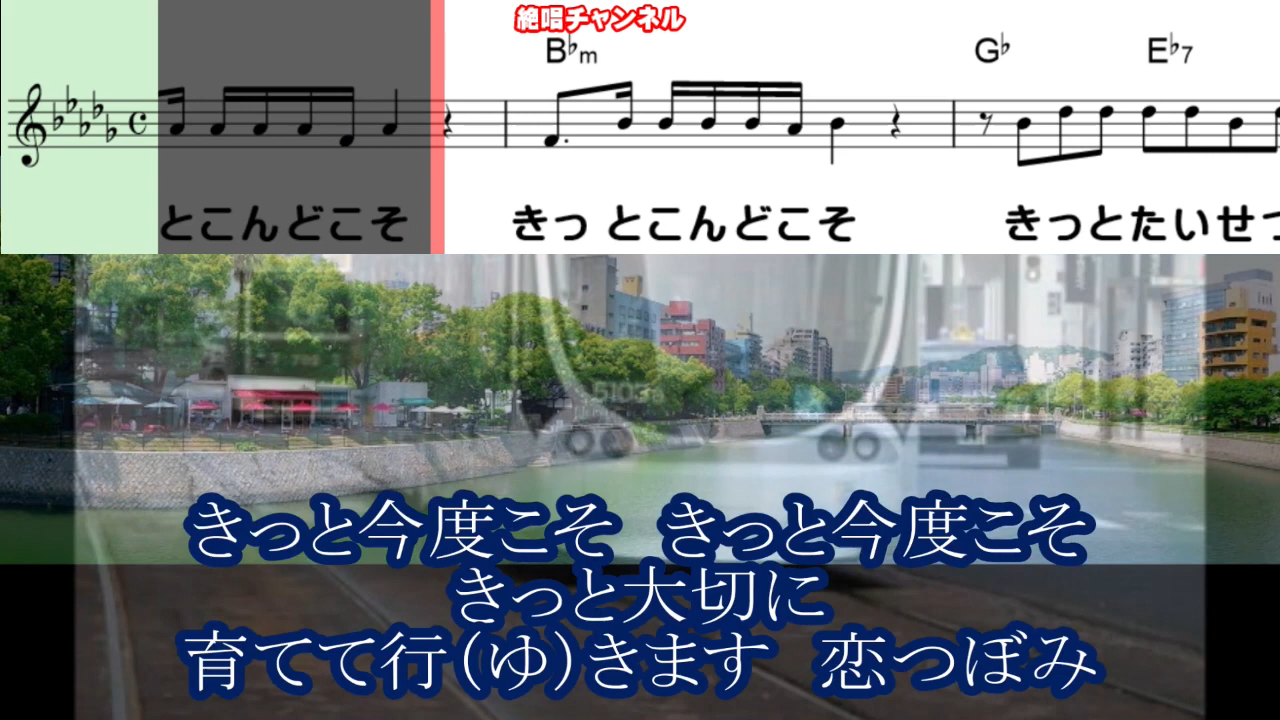 絶唱チャンネル
B♭m G♭ E♭7
とこんどこそ きっ とこんどこそ きっとたいせつ
5103a
きっと今度こそ きっと今度こそ
きっと大切に
育てて行(ゆ)きます 恋つぼみ